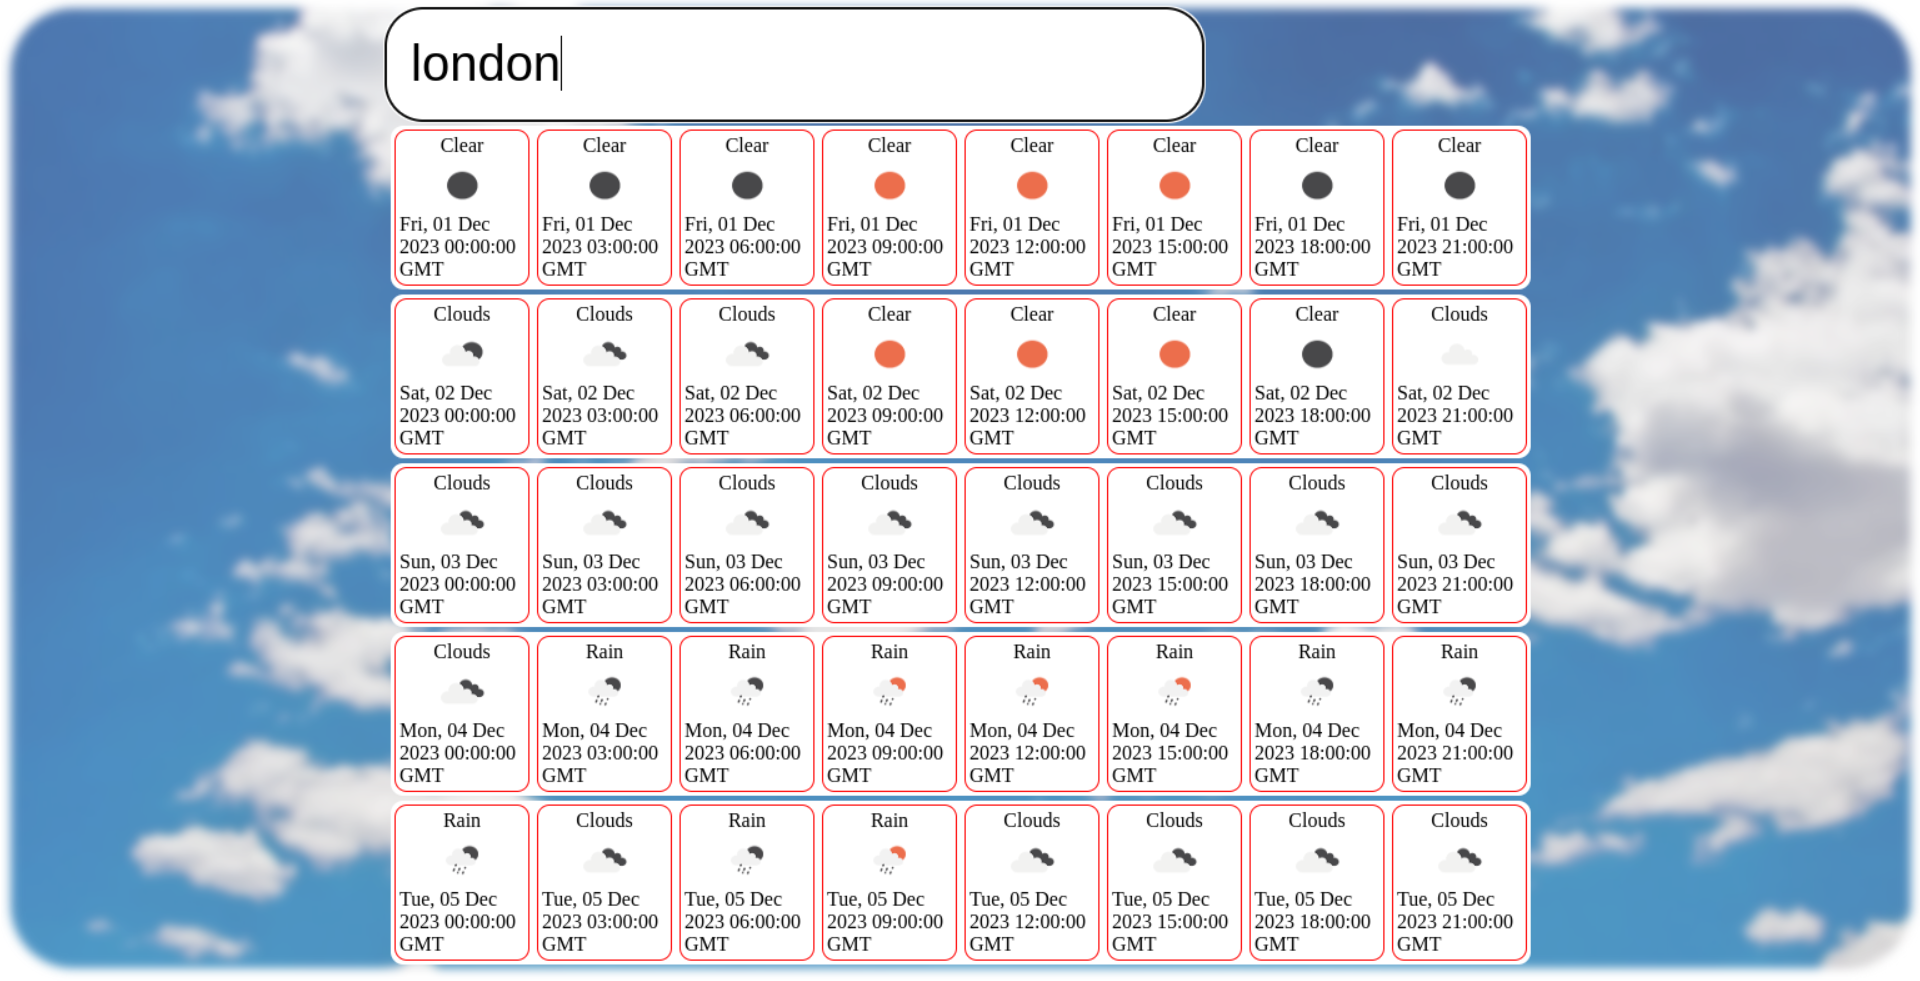 london
Clear Clear Clear Clear Clear Clear Clear Clear
Fri, 01 Dec Fri, 01 Dec Fri, 01 Dec Fri, 01 Dec Fri, 01 Dec Fri, 01 Dec Fri, 01 Dec Fri, 01 Dec
2023 00:00:00 2023 03:00:00 2023 06:00:00 2023 09:00:00 2023 12:00:00 2023 15:00:00 2023 18:00:00 2023 21:00:00
GMT GMT GMT GMT GMT GMT GMT GMT
Clouds Clouds Clouds Clear Clear Clear Clear Clouds
Sat, 02 Dec Sat, 02 Dec Sat, 02 Dec Sat, 02 Dec Sat, 02 Dec Sat, 02 Dec Sat, 02 Dec Sat, 02 Dec
2023 00:00:00 2023 03:00:00 2023 06:00:00 2023 09:00:00 2023 12:00:00 2023 15:00:00 2023 18:00:00 2023 21:00:00
GMT GMT GMT GMT GMT GMT GMT GMT
Clouds Clouds Clouds Clouds Clouds Clouds Clouds Clouds
Sun, 03 Dec Sun, 03 Dec Sun, 03 Dec Sun, 03 Dec Sun, 03 Dec Sun, 03 Dec Sun, 03 Dec Sun, 03 Dec
2023 00:00:00 2023 03:00:00 2023 06:00:00 2023 09:00:00 2023 12:00:00 2023 15:00:00 2023 18:00:00 2023 21:00:00
GMT GMT GMT GMT GMT GMT GMT GMT
Clouds Rain Rain Rain Rain Rain Rain Rain
Mon, 04 Dec Mon, 04 Dec Mon, 04 Dec Mon, 04 Dec Mon, 04 Dec Mon, 04 Dec Mon, 04 Dec Mon, 04 Dec
2023 00:00:00 2023 03:00:00 2023 06:00:00 2023 09:00:00 2023 12:00:00 2023 15:00:00 2023 18:00:00 2023 21:00:00
GMT GMT GMT GMT GMT GMT GMT GMT
Rain Clouds Rain Rain Clouds Clouds Clouds Clouds
Tue, 05 Dec Tue, 05 Dec Tue, 05 Dec Tue, 05 Dec Tue, 05 Dec Tue, 05 Dec Tue, 05 Dec Tue, 05 Dec
2023 00:00:00 2023 03:00:00 2023 06:00:00 2023 09:00:00 2023 12:00:00 2023 15:00:00 2023 18:00:00 2023 21:00:00
GMT GMT GMT GMT GMT GMT GMT GMT